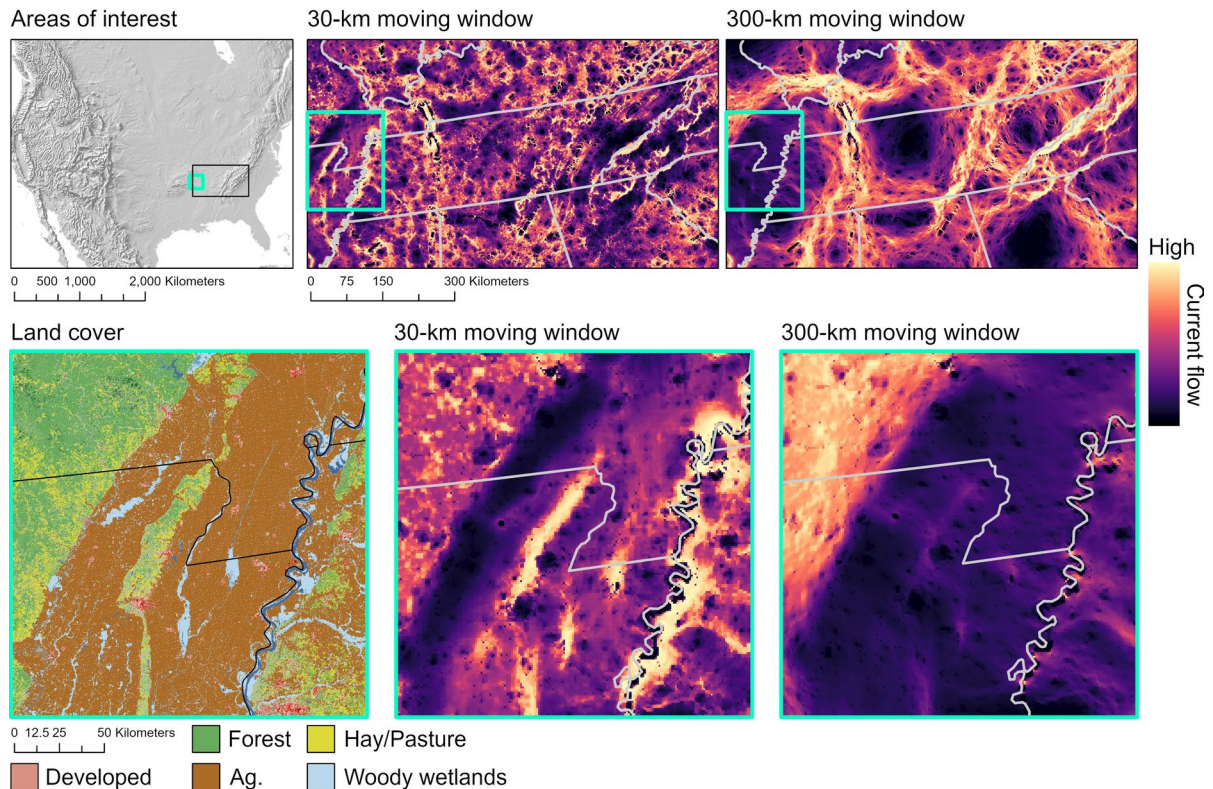 Areas of interest
30-km moving window
300-km moving window
0 500 1,000 2,000 Kilometers
0 75 150 300 Kilometers
High
Current flow
Low
Land cover
30-km moving window
300-km moving window
0 12.5 25 50 Kilometers
Forest
Hay/Pasture
Developed
Ag.
Woody wetlands